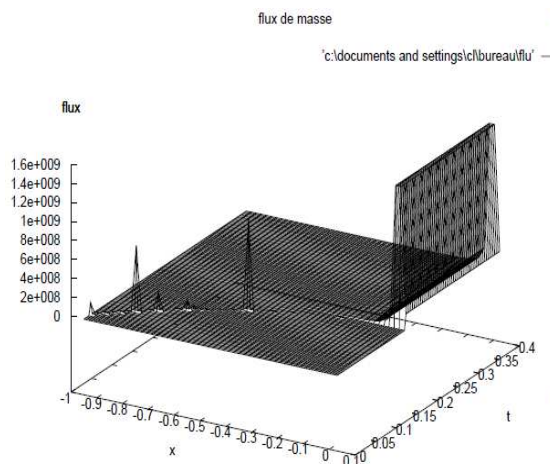 flux de masse
'c:\documents and settings\cl\bureau\flu'
flux
1.6e+009
1.4e+009
1.2e+009
1e+009
8e+008
6e+008
4e+008
2e+008
0
-1
-0.9
-0.8
-0.7
-0.6
-0.5
-0.4
-0.3
-0.2
-0.1
0
x
0.05
0.1
0.15
0.2
0.25
0.3
0.35
0.4
t